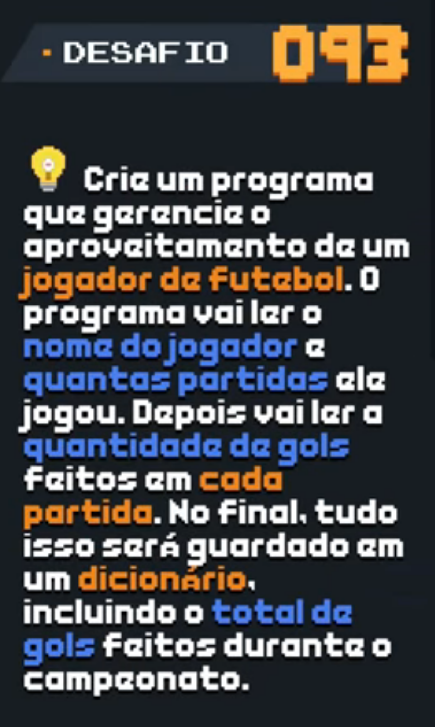 DESAFIO 093
Crie um programa
que gerencie o
aproveitamento de um
jogador de futebol. O
programa vai ler o
nome do jogador e
quantas partidas ele
jogou. Depois vai ler a
quantidade de gols
feitos em cada
partida. No final, tudo
isso será guardado em
um dicionário,
incluindo o total de
gols feitos durante o
campeonato.